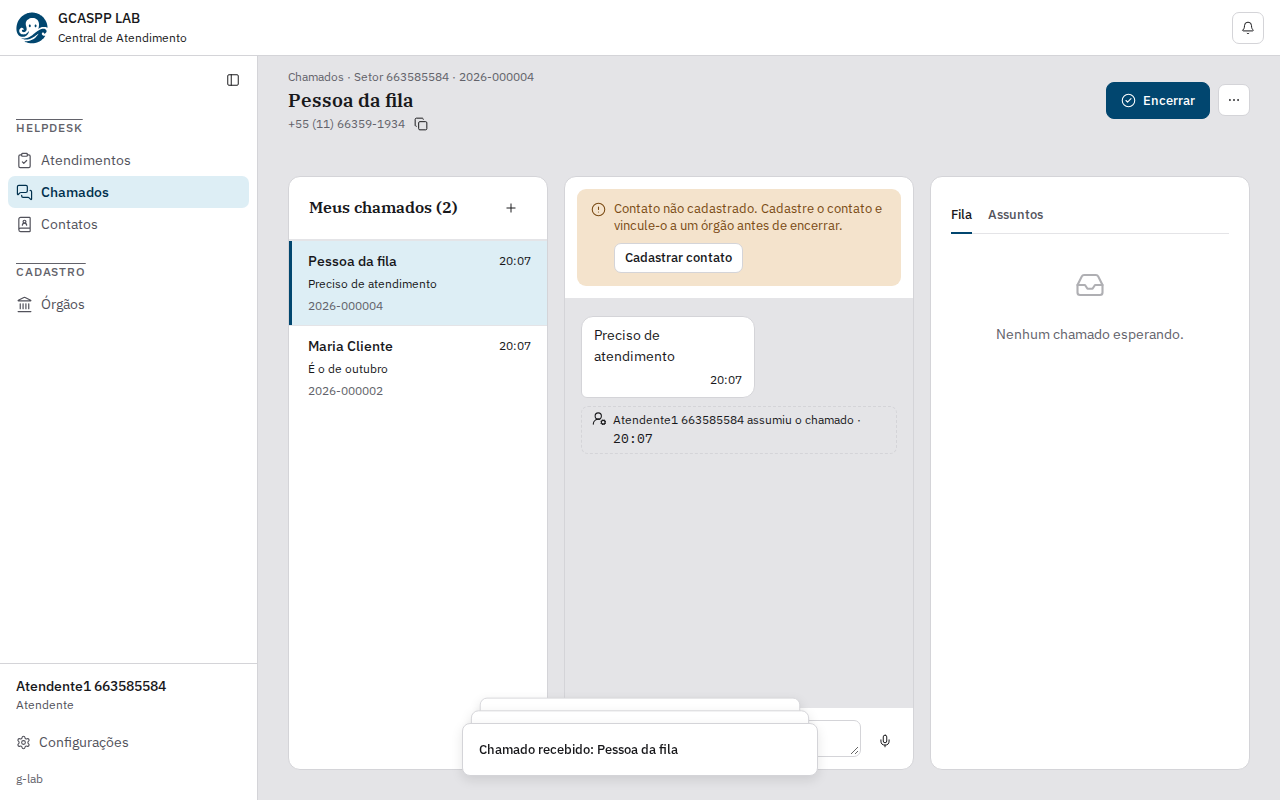 GCASPP LAB
Central de Atendimento
HELPDESK
Atendimentos
Chamados
Contatos
CADASTRO
Órgãos
Atendente1 663585584
Atendente
Configurações
g-lab
Chamados · Setor 663585584 · 2026-000004
Pessoa da fila
+55 (11) 66359-1934
Encerrar
Meus chamados (2)
Pessoa da fila 20:07
Preciso de atendimento
2026-000004
Maria Cliente 20:07
É o de outubro
2026-000002
Contato não cadastrado. Cadastre o contato e
vincule-o a um órgão antes de encerrar.
Cadastrar contato
Preciso de
atendimento
20:07
Atendente1 663585584 assumiu o chamado ·
20:07
Fila Assuntos
Nenhum chamado esperando.
Chamado recebido: Pessoa da fila